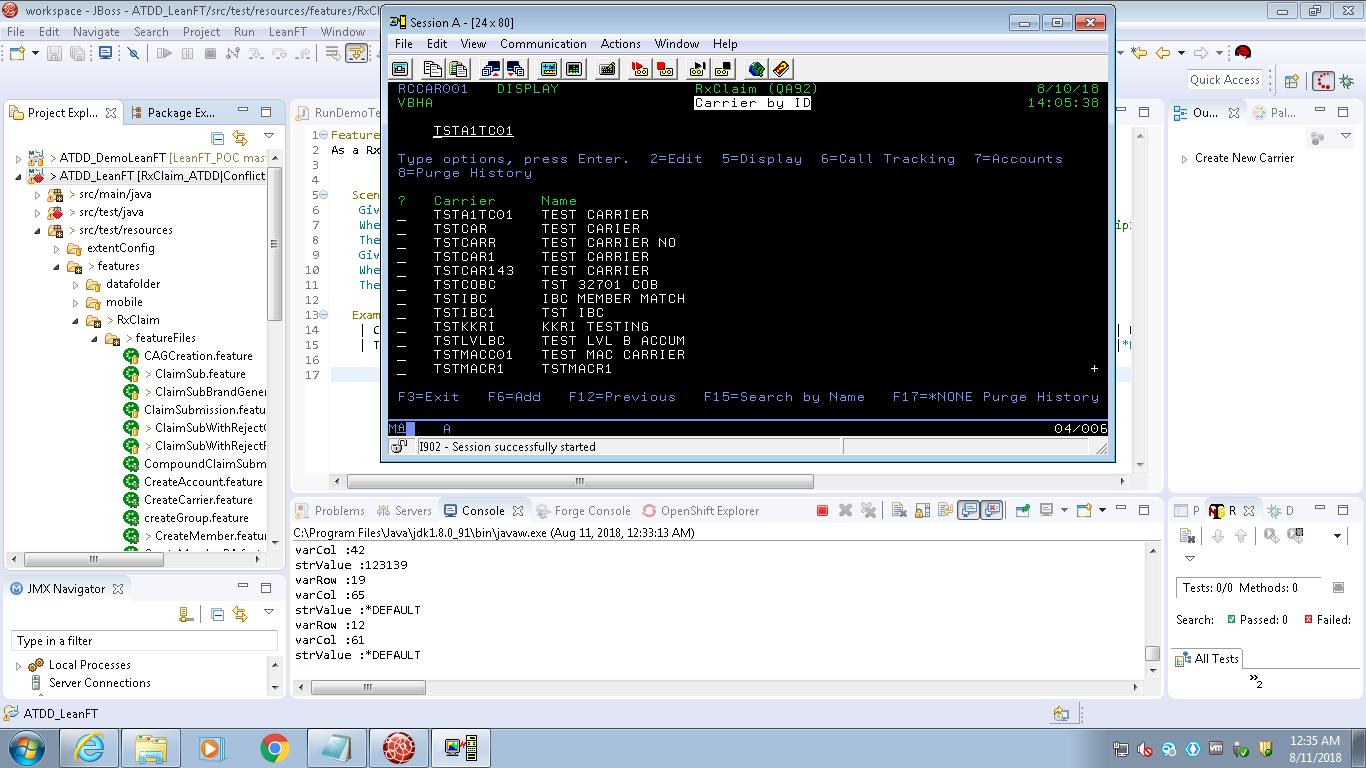 workspace - JBoss - ATDD_LeanFT/src/test/resources/features/RxCl
File Edit Navigate Search Project Run LeanFT Window
Quick Access
Project Expl...
Package Ex...
> ATDD_DemoLeanFT [LeanFT_POC mas
> ATDD_LeanFT [RxClaim_ATDD|Conflict
> src/main/java
> src/test/java
> src/test/resources
extentConfig
> features
datafolder
mobile
> RxClaim
> featureFiles
CAGCreation.feature
> ClaimSub.feature
> ClaimSubBrandGener
ClaimSubmission.featu
> ClaimSubWithReject
> ClaimSubWithRejectF
CompoundClaimSubm
CreateAccount.feature
CreateCarrier.feature
createGroup.feature
> CreateMember.featur
RunDemoTe
1 Feature
2 As a Rx
3
4
5 Scen
6 Giv
7 Whe
8 The
9 Giv
10 Whe
11 The
12
13 Exam
14 | C
15 | T
16
17
Session A - [24 x 80]
File Edit View Communication Actions Window Help
RCCAR001 DISPLAY RxClaim (QA92) 8/10/18
VBHA Carrier by ID 14:05:38
TSTA1TC01
Type options, press Enter. 2=Edit 5=Display 6=Call Tracking 7=Accounts
8=Purge History
? Carrier Name
_ TSTA1TC01 TEST CARRIER
_ TSTCAR TEST CARIER
_ TSTCARR TEST CARRIER NO
_ TSTCAR1 TEST CARRIER
_ TSTCAR143 TEST CARRIER
_ TSTCOBC TST 32701 COB
_ TSTIBC IBC MEMBER MATCH
_ TSTIBC1 TST IBC
_ TSTKKRI KKRI TESTING
_ TSTLVLBC TEST LVL B ACCUM
_ TSTMACC01 TEST MAC CARRIER
_ TSTMACR1 TSTMACR1 +
F3=Exit F6=Add F12=Previous F15=Search by Name F17=*NONE Purge History
MA A 04/006
I902 - Session successfully started
Ou...
Pal...
Create New Carrier
Problems Servers Console Forge Console OpenShift Explorer
C:\Program Files\Java\jdk1.8.0_91\bin\javaw.exe (Aug 11, 2018, 12:33:13 AM)
varCol :42
strValue :123139
varRow :19
varCol :65
strValue :*DEFAULT
varRow :12
varCol :61
strValue :*DEFAULT
JMX Navigator
Type in a filter
Local Processes
Server Connections
P R D
Tests: 0/0 Methods: 0
Search: Passed: 0 Failed:
All Tests
»2
ATDD_LeanFT
12:35 AM
8/11/2018